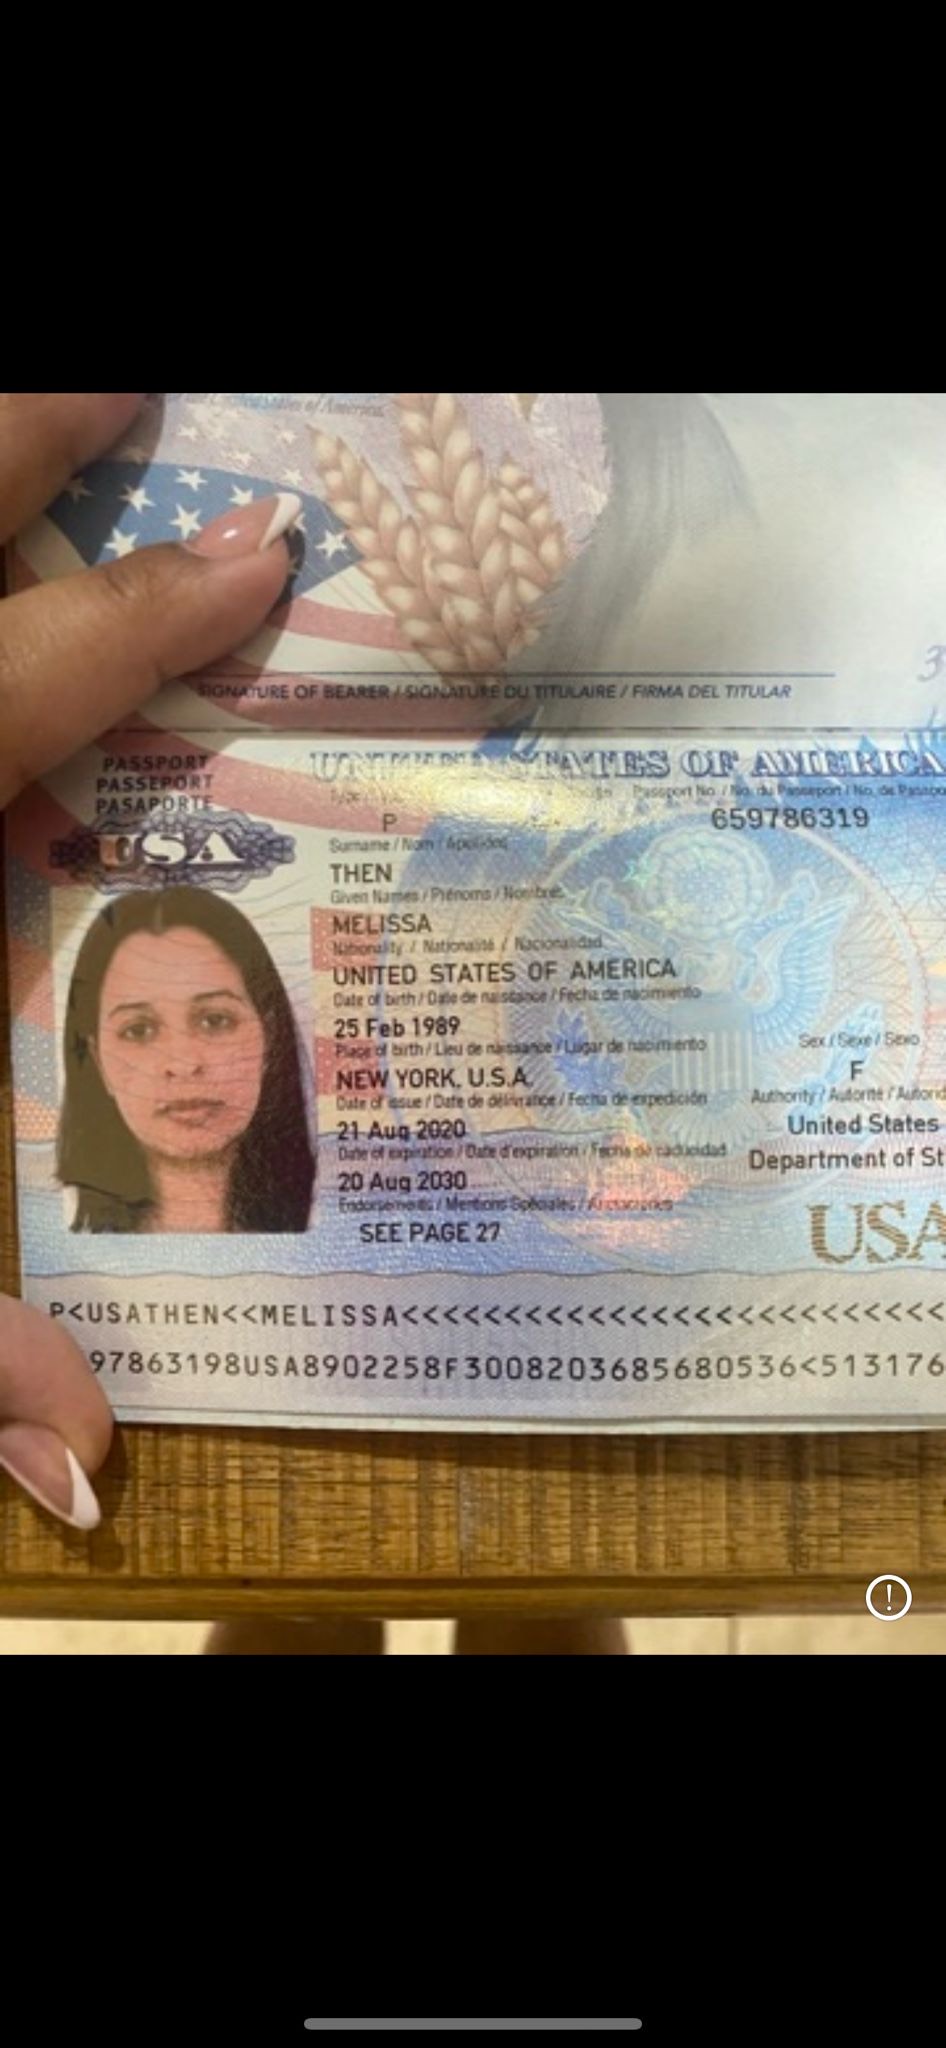 United States of America.
3
SIGNATURE OF BEARER / SIGNATURE DU TITULAIRE / FIRMA DEL TITULAR
PASSPORT
PASSEPORT
PASAPORTE
USA
UNITED STATES OF AMERICA
Passport No. / No. du Passeport / No. de
P
659786319
Surname / Nom / Apellidos
THEN
Given Names / Prénoms / Nombres
MELISSA
Nationality / Nationalité / Nacionalidad
UNITED STATES OF AMERICA
Date of birth / Date de naissance / Fecha de nacimiento
25 Feb 1989
Sex / Sexe / Sexo
Place of birth / Lieu de naissance / Lugar de nacimiento
F
NEW YORK, U.S.A.
Date of issue / Date de délivrance / Fecha de expedición
Authority / Autorité /
21 Aug 2020
United States
Date of expiration / Date d'expiration / Fecha de caducidad
Department of St
20 Aug 2030
Endorsements / Mentions Spéciales / Anotaciones
SEE PAGE 27
USA
P<USATHEN<<MELISSA<<<<<<<<<<<<<<<<<<<<<<<<<<
97863198USA8902258F3008203685680536<513176